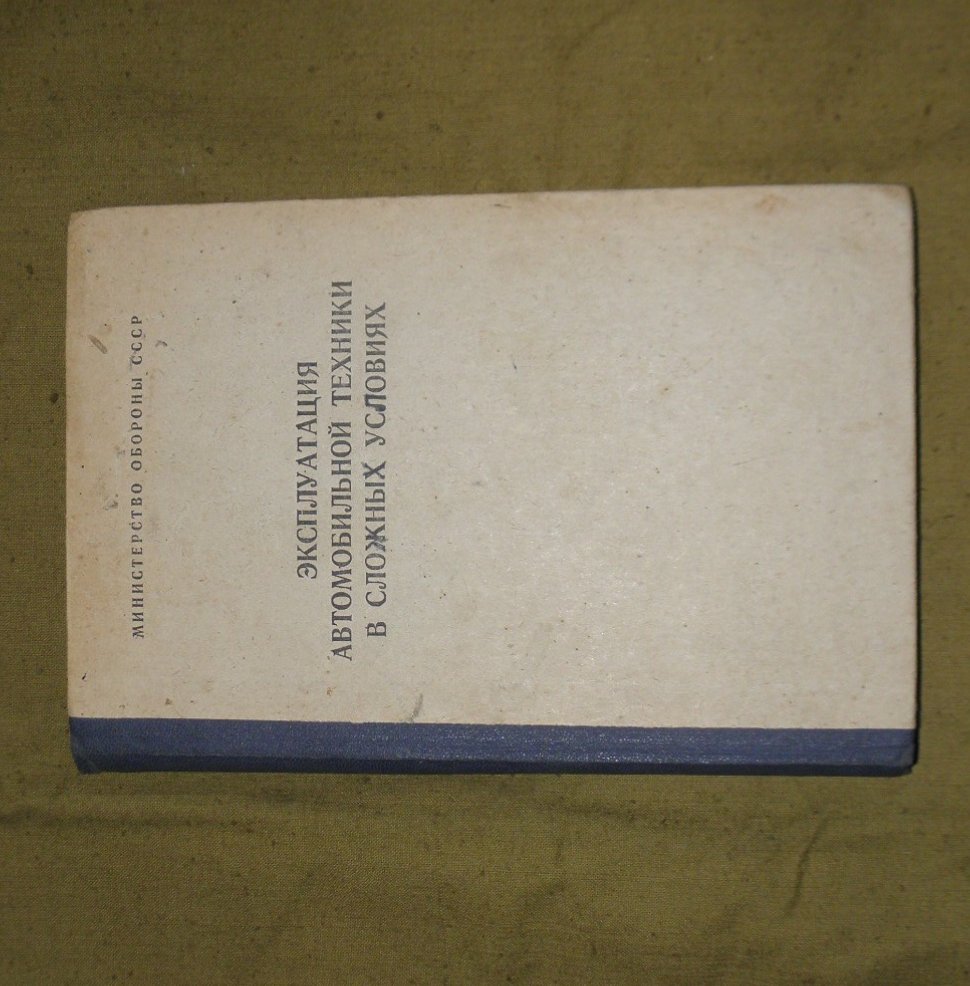 МИНИСТЕРСТВО ОБОРОНЫ СССР
ЭКСПЛУАТАЦИЯ
АВТОМОБИЛЬНОЙ ТЕХНИКИ
В СЛОЖНЫХ УСЛОВИЯХ